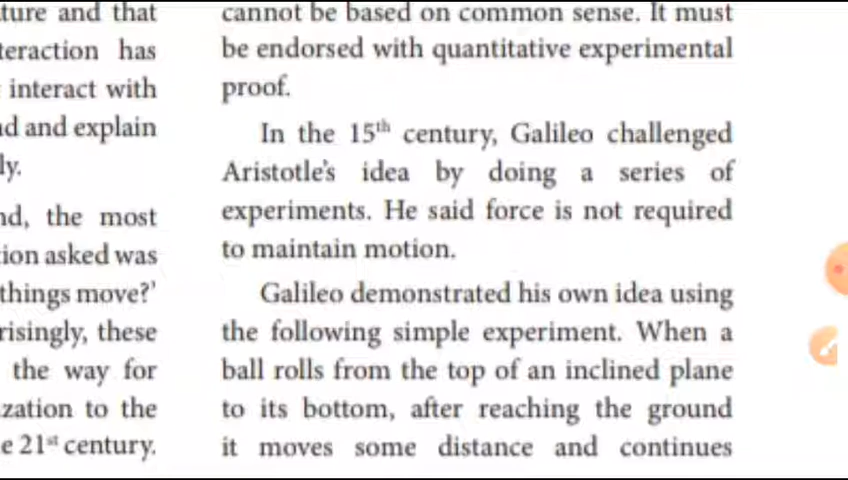 ture and that
teraction has
interact with
nd and explain
ly.
nd, the most
ion asked was
things move?'
risingly, these
the way for
zation to the
e 21st century.
cannot be based on common sense. It must
be endorsed with quantitative experimental
proof.
In the 15th century, Galileo challenged
Aristotle's idea by doing a series of
experiments. He said force is not required
to maintain motion.
Galileo demonstrated his own idea using
the following simple experiment. When a
ball rolls from the top of an inclined plane
to its bottom, after reaching the ground
it moves some distance and continues